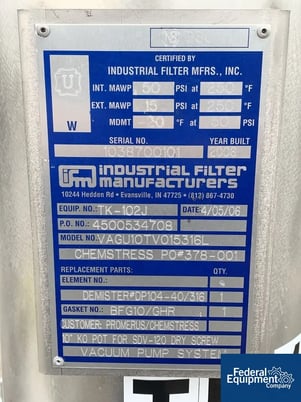 U
W
CERTIFIED BY
INDUSTRIAL FILTER MFRS., INC.
INT. MAWP 50 PSI at °F
EXT. MAWP 15 PSI at °F
MDMT °F PSI
SERIAL NO. YEAR BUILT
ifm INDUSTRIAL FILTER
MANUFACTURERS
10244 Hedden Rd • Evansville, IN 47725 • (812) 867-4730
EQUIP. NO.: TK-102J DATE: 4/05/06
P.O. NO.: 4500534708
MODEL NO.: VAGU10TV015316L
CHEMSTRESS PO#378-001
REPLACEMENT PARTS: QTY.
ELEMENT NO.:
DEMISTER#DP104-40/316 1
GASKET NO.: BFG10/GHR 1
CUSTOMER: PROMERUS/CHEMSTRESS
10" KO POT FOR SDV-120 DRY SCREW
VACUUM PUMP SYSTEM
Federal
Equipment
Company